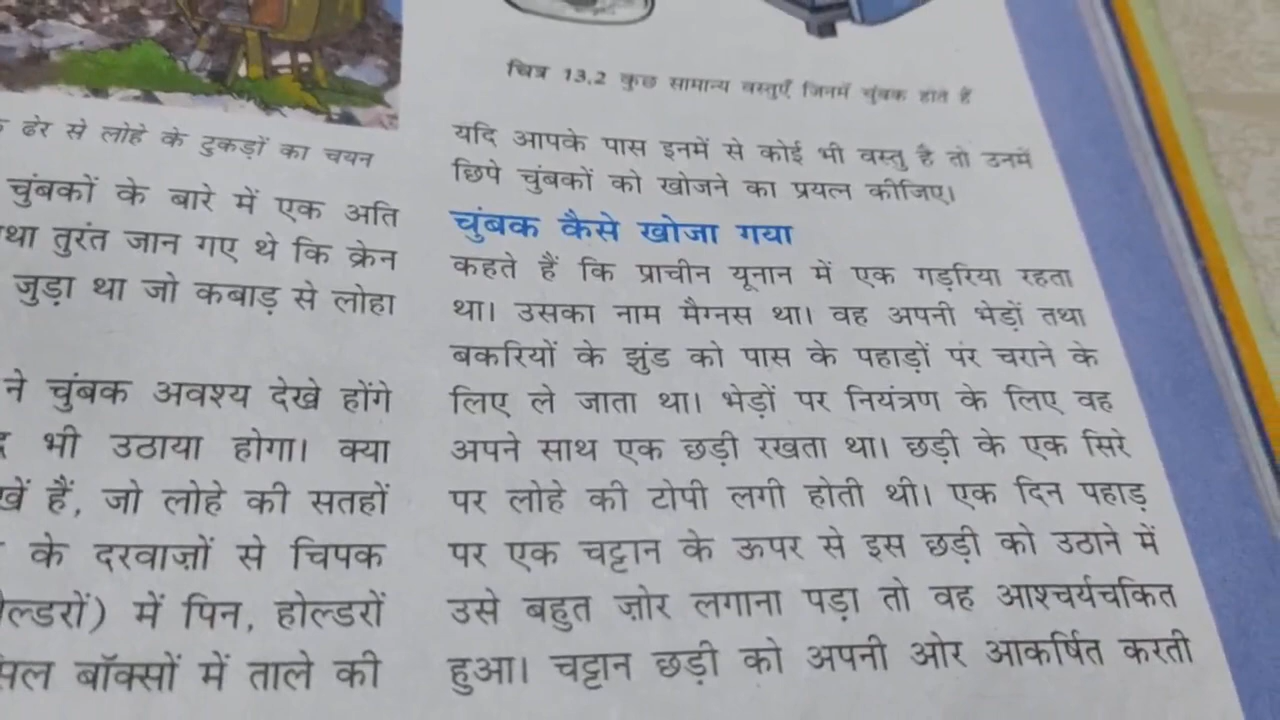 ढेर से लोहे के टुकड़ों का चयन
चुंबकों के बारे में एक अति
था तुरंत जान गए थे कि क्रेन
जुड़ा था जो कबाड़ से लोहा
ने चुंबक अवश्य देखे होंगे
भी उठाया होगा। क्या
हैं, जो लोहे की सतहों
के दरवाज़ों से चिपक
ल्डरों) में पिन, होल्डरों
बॉक्सों में ताले की
चित्र 13.2 कुछ सामान्य वस्तुएँ जिनमें चुंबक होते हैं
यदि आपके पास इनमें से कोई भी वस्तु है तो उनमें
छिपे चुंबकों को खोजने का प्रयत्न कीजिए।
चुंबक कैसे खोजा गया
कहते हैं कि प्राचीन यूनान में एक गड़रिया रहता
था। उसका नाम मैग्नस था। वह अपनी भेड़ों तथा
बकरियों के झुंड को पास के पहाड़ों पर चराने के
लिए ले जाता था। भेड़ों पर नियंत्रण के लिए वह
अपने साथ एक छड़ी रखता था। छड़ी के एक सिरे
पर लोहे की टोपी लगी होती थी। एक दिन पहाड़
पर एक चट्टान के ऊपर से इस छड़ी को उठाने में
उसे बहुत ज़ोर लगाना पड़ा तो वह आश्चर्यचकित
हुआ। चट्टान छड़ी को अपनी ओर आकर्षित करती